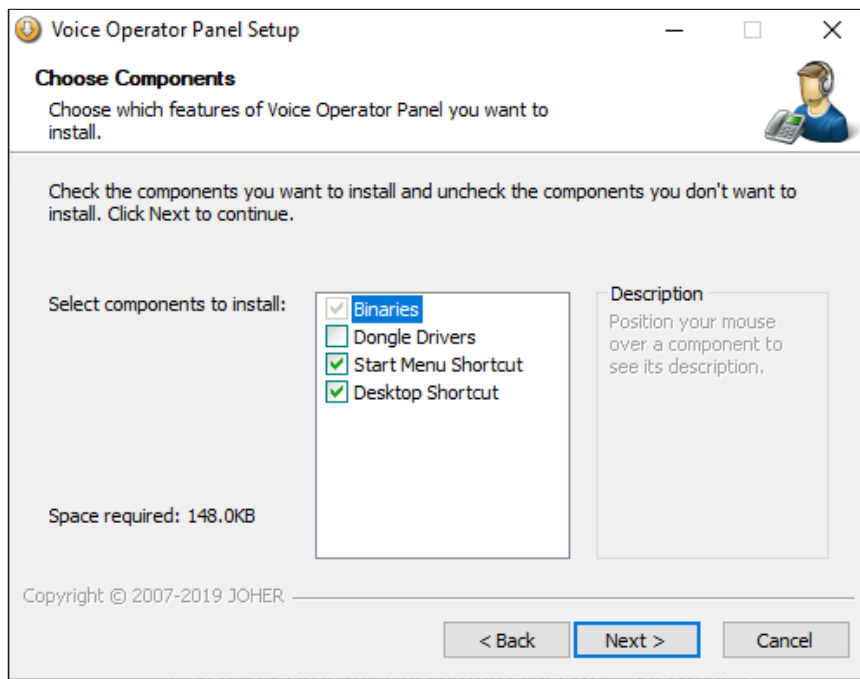 Voice Operator Panel Setup
Choose Components
Choose which features of Voice Operator Panel you want to
install.
Check the components you want to install and uncheck the components you don't want to
install. Click Next to continue.
Select components to install:
Binaries
Dongle Drivers
Start Menu Shortcut
Desktop Shortcut
Description
Position your mouse
over a component to
see its description.
Space required: 148.0KB
Copyright © 2007-2019 JOHER
< Back
Next >
Cancel